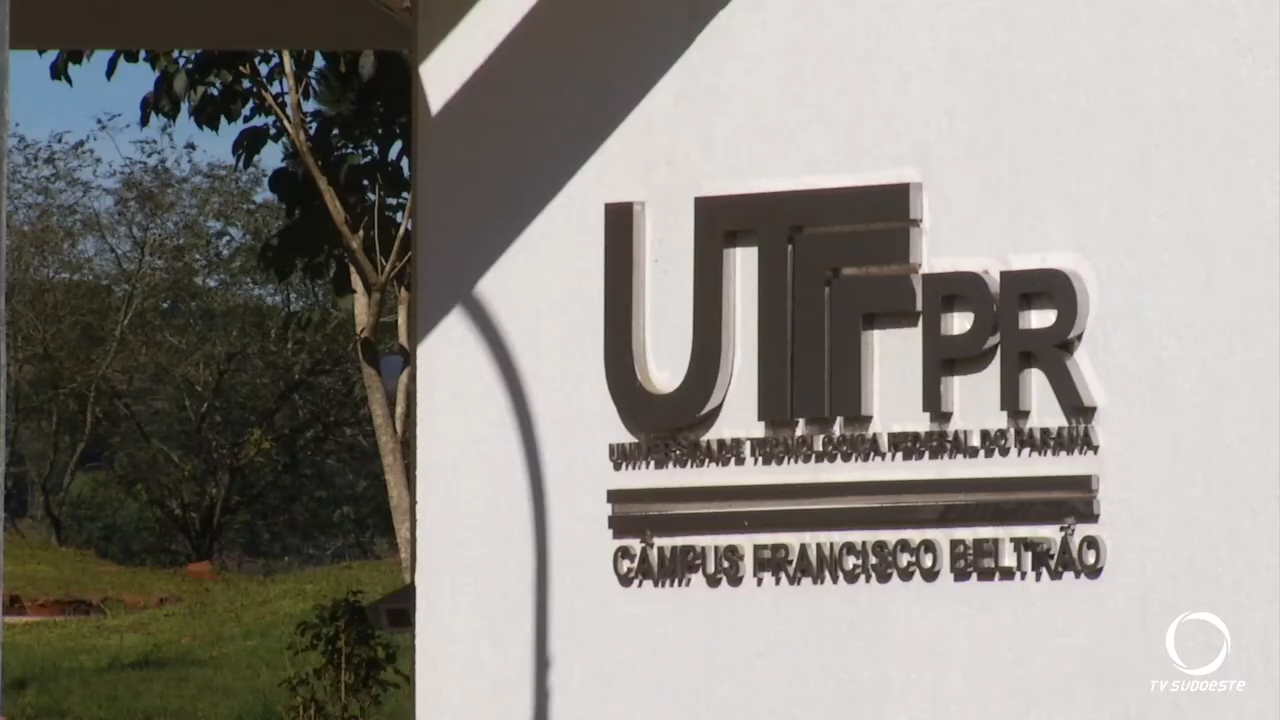 UTFPR
UNIVERSIDADE TECNOLÓGICA FEDERAL DO PARANÁ
CÂMPUS FRANCISCO BELTRÃO
TV SUDOESTE